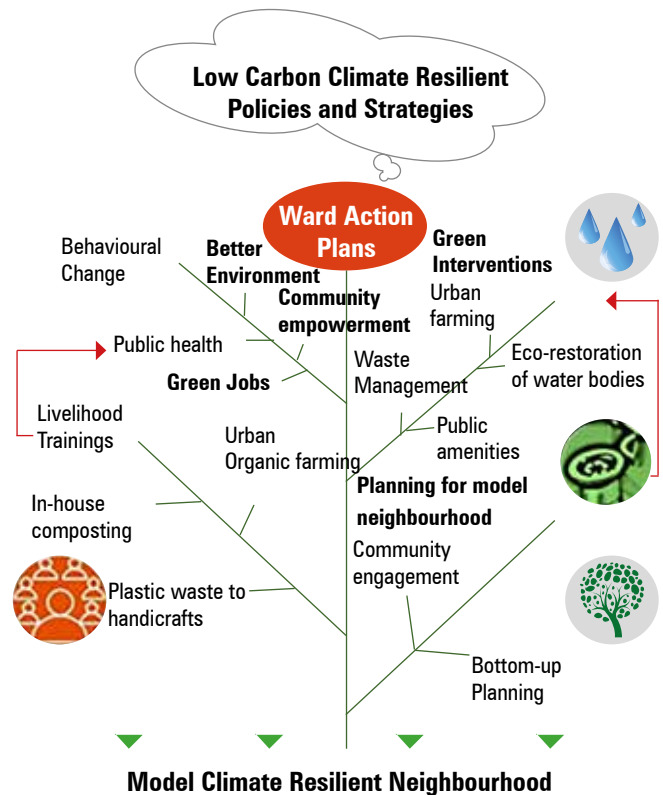 Low Carbon Climate Resilient
Policies and Strategies
Ward Action
Plans
Behavioural
Change
Better
Environment
Community
empowerment
Public health
Green Jobs
Green
Interventions
Urban
farming
Waste
Management
Eco-restoration
of water bodies
Public
amenities
Livelihood
Trainings
Urban
Organic farming
In-house
composting
Plastic waste to
handicrafts
Planning for model
neighbourhood
Community
engagement
Bottom-up
Planning
Model Climate Resilient Neighbourhood